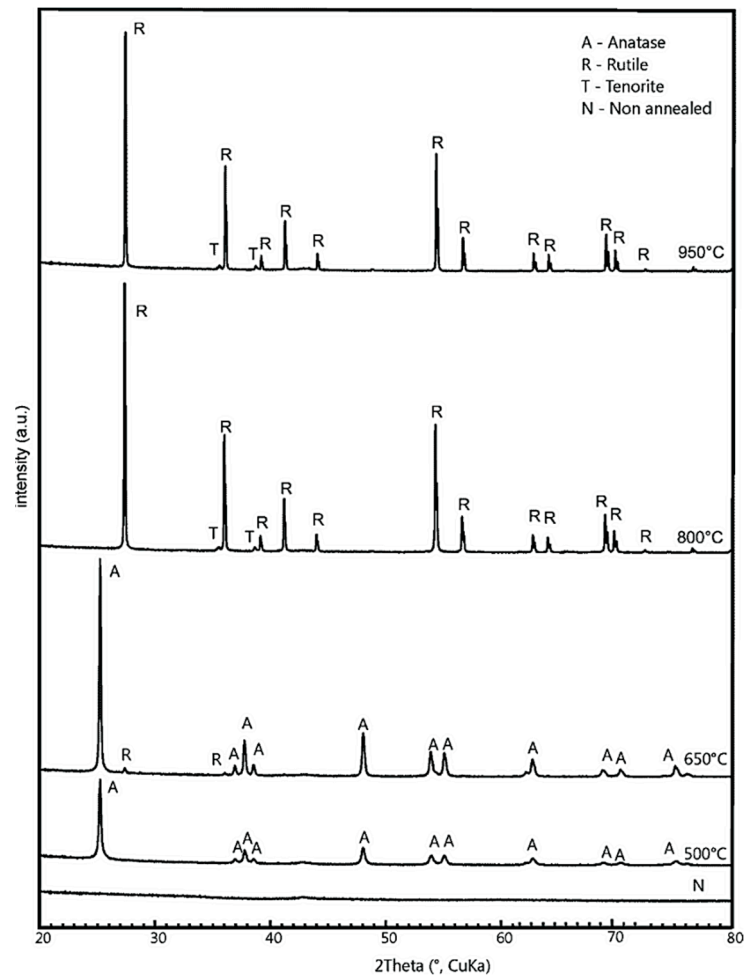 R
A - Anatase
R - Rutile
T - Tenorite
N - Non annealed
R
R
R
T
T
R
R
R
R
R
R
R
R
950°C
R
R
R
R
T
T
R
R
R
R
R
R
R
R
800°C
intensity (a.u.)
A
A
A
R
R
A
A
A
A
A
A
A
A
650°C
A
A
A
A
A
A
A
A
A
A
A
500°C
N
20 30 40 50 60 70 80
2Theta (°, CuKa)